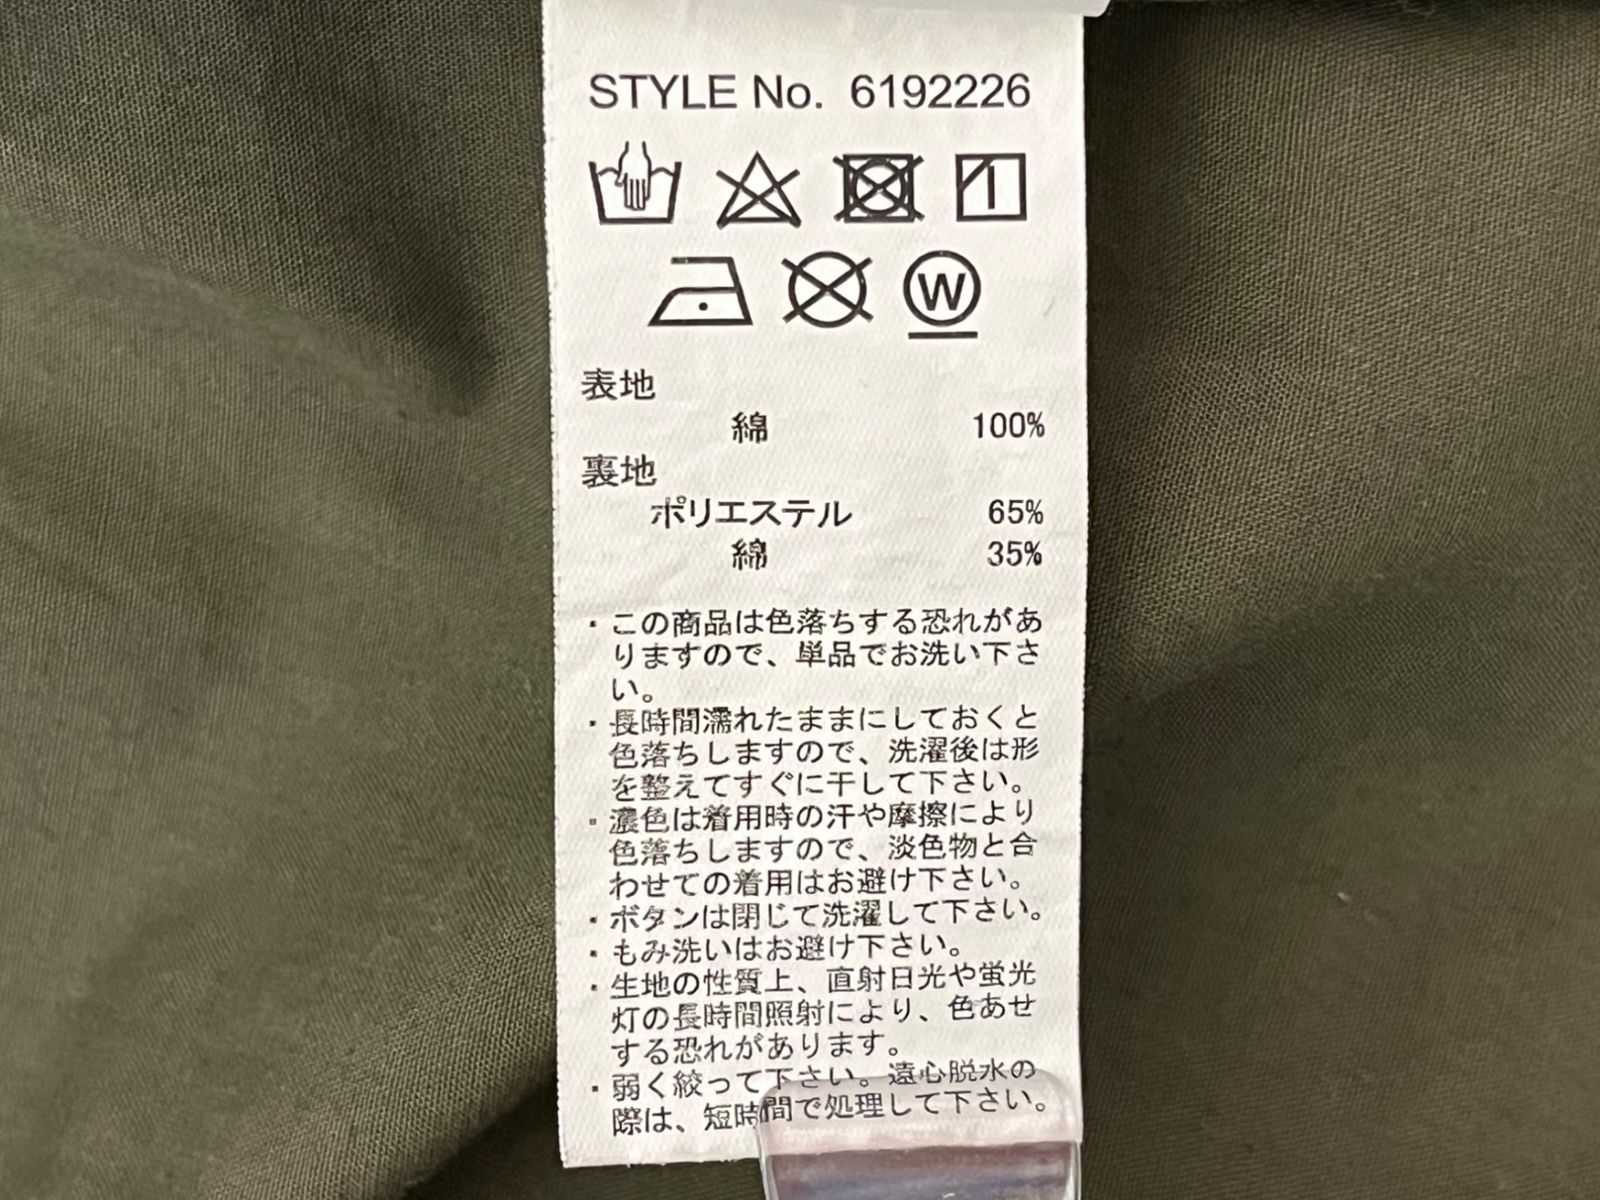 STYLE No. 6192226
W
表地
綿 100%
裏地
ポリエステル 65%
綿 35%
・この商品は色落ちする恐れがあ
りますので、単品でお洗い下さ
い。
・長時間濡れたままにしておくと
色落ちしますので、洗濯後は形
を整えてすぐに干して下さい。
・濃色は着用時の汗や摩擦により
色落ちしますので、淡色物と合
わせての着用はお避け下さい。
・ボタンは閉じて洗濯して下さい。
・もみ洗いはお避け下さい。
・生地の性質上、直射日光や蛍光
灯の長時間照射により、色あせ
する恐れがあります。
・弱く絞って下さい。遠心脱水の
際は、短時間で処理して下さい。